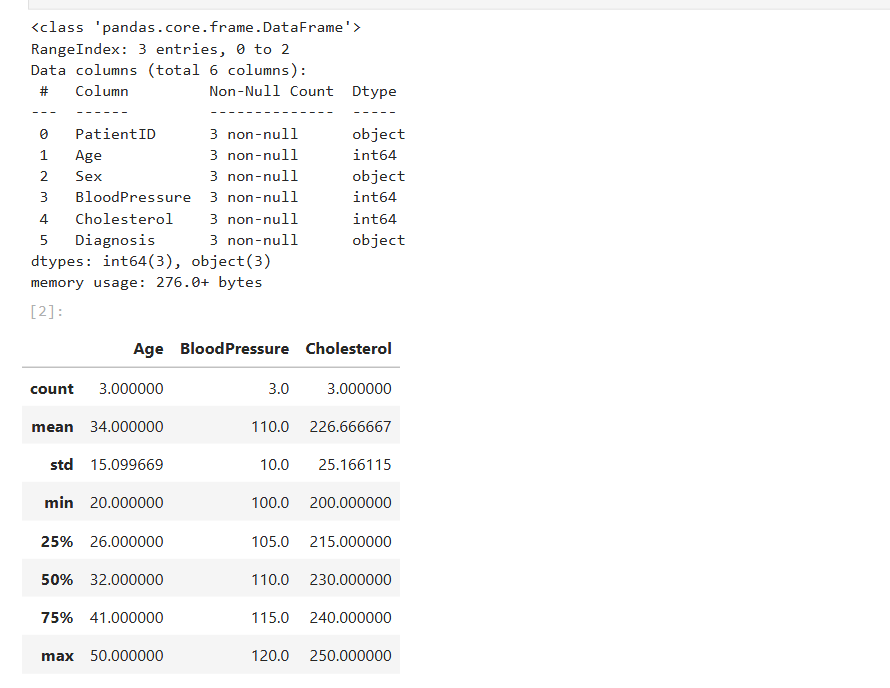 <class 'pandas.core.frame.DataFrame'>
RangeIndex: 3 entries, 0 to 2
Data columns (total 6 columns):
 #   Column         Non-Null Count  Dtype
---  ------         --------------  -----
 0   PatientID      3 non-null      object
 1   Age            3 non-null      int64
 2   Sex            3 non-null      object
 3   BloodPressure  3 non-null      int64
 4   Cholesterol    3 non-null      int64
 5   Diagnosis      3 non-null      object
dtypes: int64(3), object(3)
memory usage: 276.0+ bytes
[2]:
Age BloodPressure Cholesterol
count 3.000000 3.0 3.000000
mean 34.000000 110.0 226.666667
std 15.099669 10.0 25.166115
min 20.000000 100.0 200.000000
25% 26.000000 105.0 215.000000
50% 32.000000 110.0 230.000000
75% 41.000000 115.0 240.000000
max 50.000000 120.0 250.000000